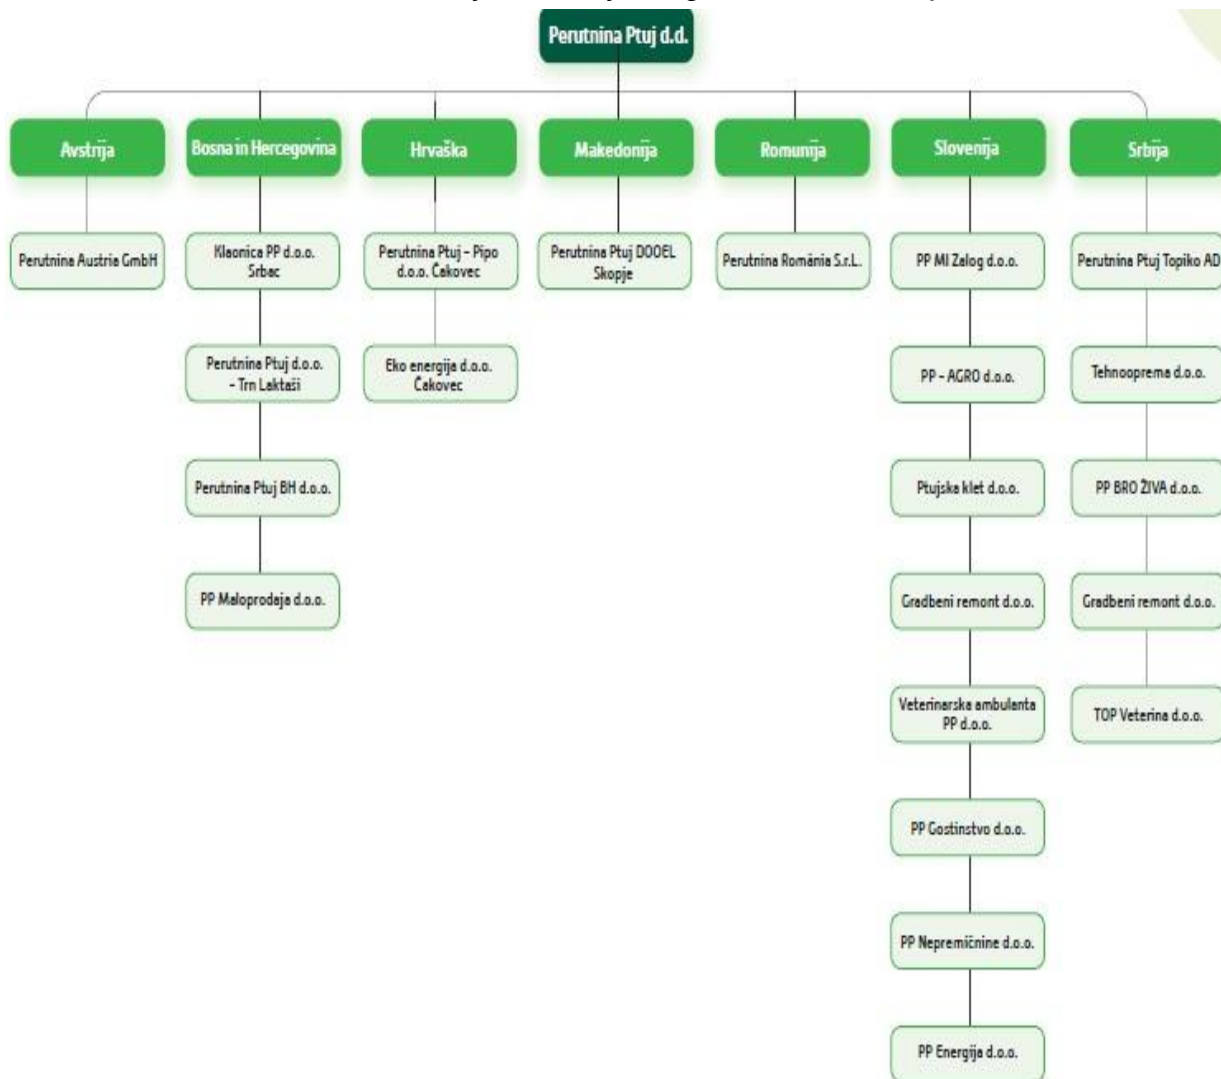 Perutnina Ptuj d.d.
Avstrija
Bosna in Hercegovina
Hrvaška
Makedonija
Romunija
Slovenija
Srbija
Perutnina Austria GmbH
Klaonica PP d.o.o.
Srbac
Perutnina Ptuj - Pipo
d.o.o. Čakovec
Perutnina Ptuj DOOEL
Skopje
Perutnina Románia S.r.L.
PP MI Zalog d.o.o.
Perutnina Ptuj Topiko AD
Perutnina Ptuj d.o.o.
- Trn Laktaši
Eko energija d.o.o.
Čakovec
PP - AGRO d.o.o.
Tehnooprema d.o.o.
Perutnina Ptuj BH d.o.o.
Ptujska klet d.o.o.
PP BRO ŽIVA d.o.o.
PP Maloprodaja d.o.o.
Gradbeni remont d.o.o.
Gradbeni remont d.o.o.
Veterinarska ambulanta
PP d.o.o.
TOP Veterina d.o.o.
PP Gostinstvo d.o.o.
PP Nepremičnine d.o.o.
PP Energija d.o.o.